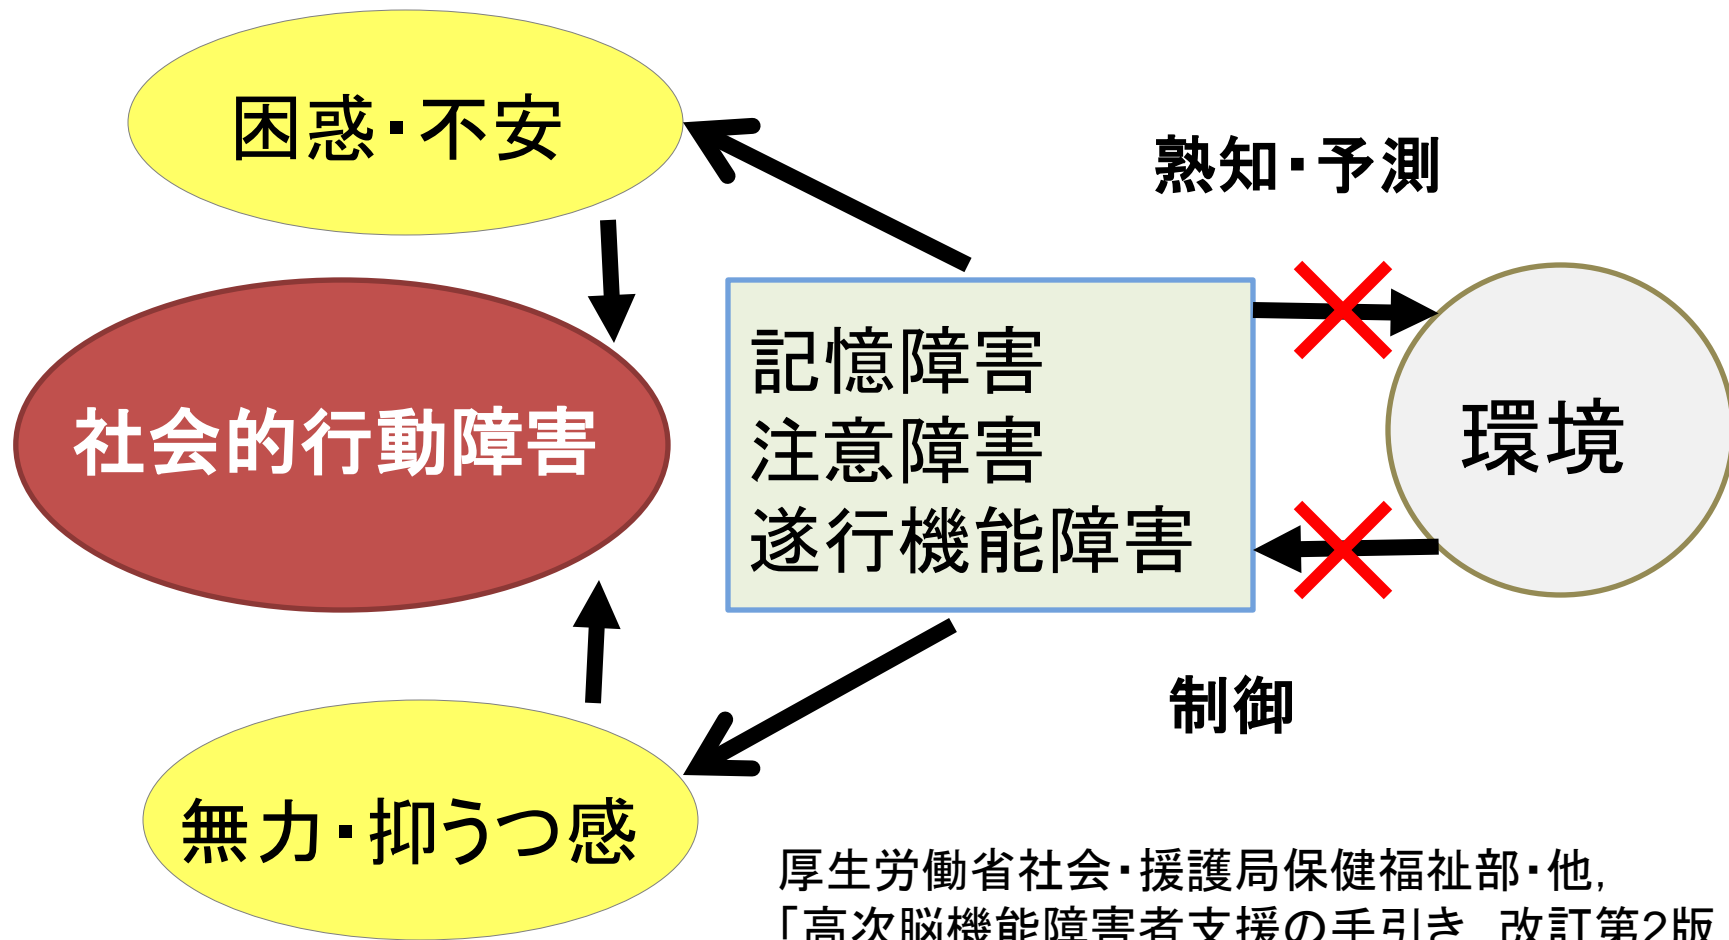 困惑・不安
熟知・予測
社会的行動障害
記憶障害
注意障害
遂行機能障害
環境
制御
無力・抑うつ感
厚生労働省社会・援護局保健福祉部・他,
「高次脳機能障害者支援の手引き 改訂第2版